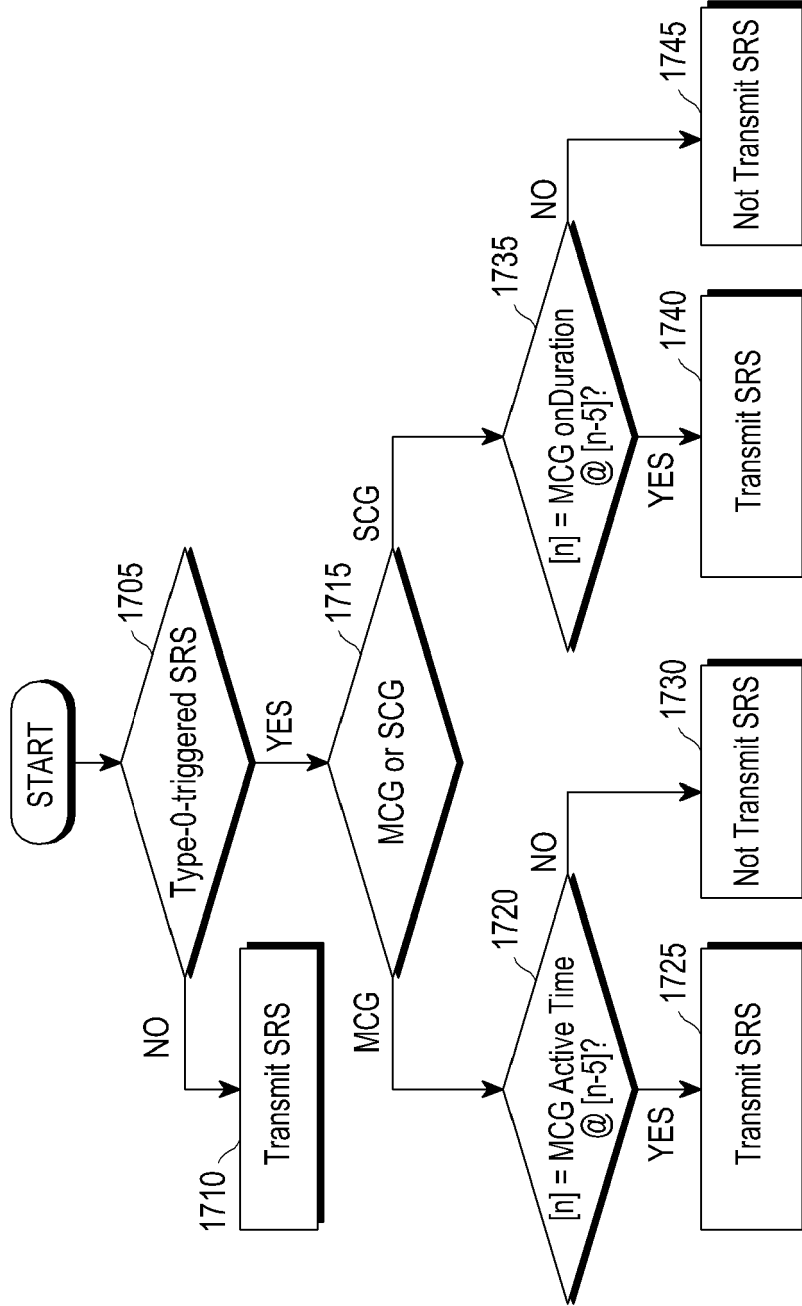 START
1705
Type-0-triggered SRS
NO
YES
1710
Transmit SRS
1715
MCG or SCG
MCG
SCG
1720
[n] = MCG Active Time
@ [n-5]?
YES
NO
1725
Transmit SRS
1730
Not Transmit SRS
1735
[n] = MCG onDuration
@ [n-5]?
YES
NO
1740
Transmit SRS
1745
Not Transmit SRS